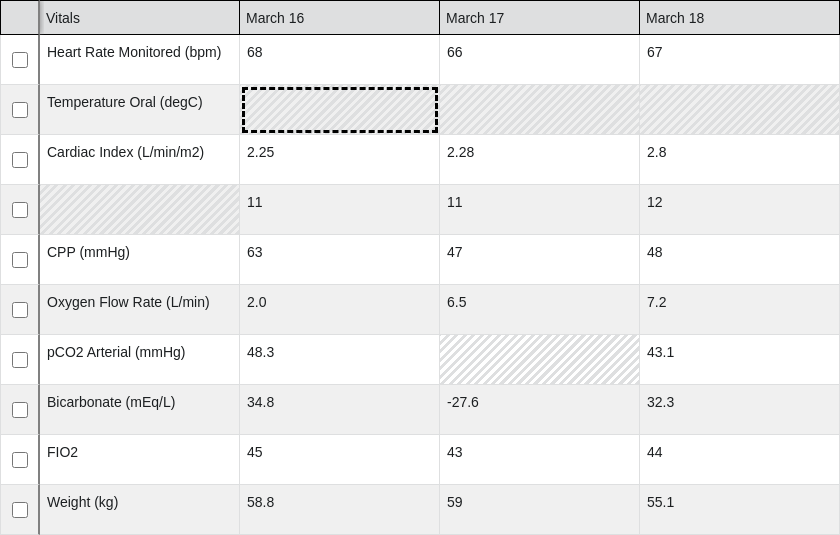 Vitals March 16 March 17 March 18
Heart Rate Monitored (bpm) 68 66 67
Temperature Oral (degC)
Cardiac Index (L/min/m2) 2.25 2.28 2.8
11 11 12
CPP (mmHg) 63 47 48
Oxygen Flow Rate (L/min) 2.0 6.5 7.2
pCO2 Arterial (mmHg) 48.3 43.1
Bicarbonate (mEq/L) 34.8 -27.6 32.3
FIO2 45 43 44
Weight (kg) 58.8 59 55.1